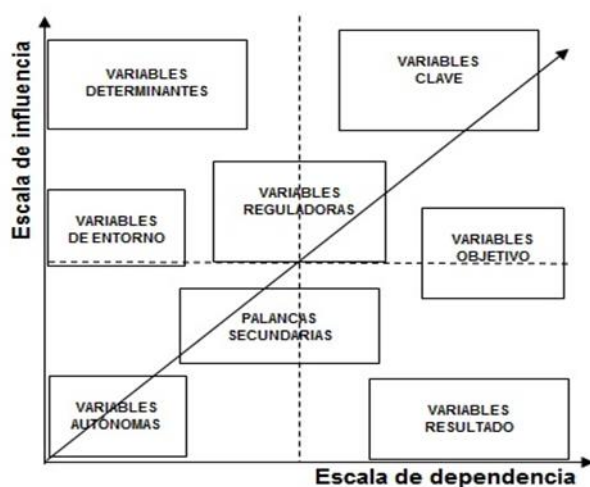 Escala de influencia
VARIABLES
DETERMINANTES
VARIABLES
CLAVE
VARIABLES
REGULADORAS
VARIABLES
DE ENTORNO
VARIABLES
OBJETIVO
PALANCAS
SECUNDARIAS
VARIABLES
AUTÓNOMAS
VARIABLES
RESULTADO
Escala de dependencia